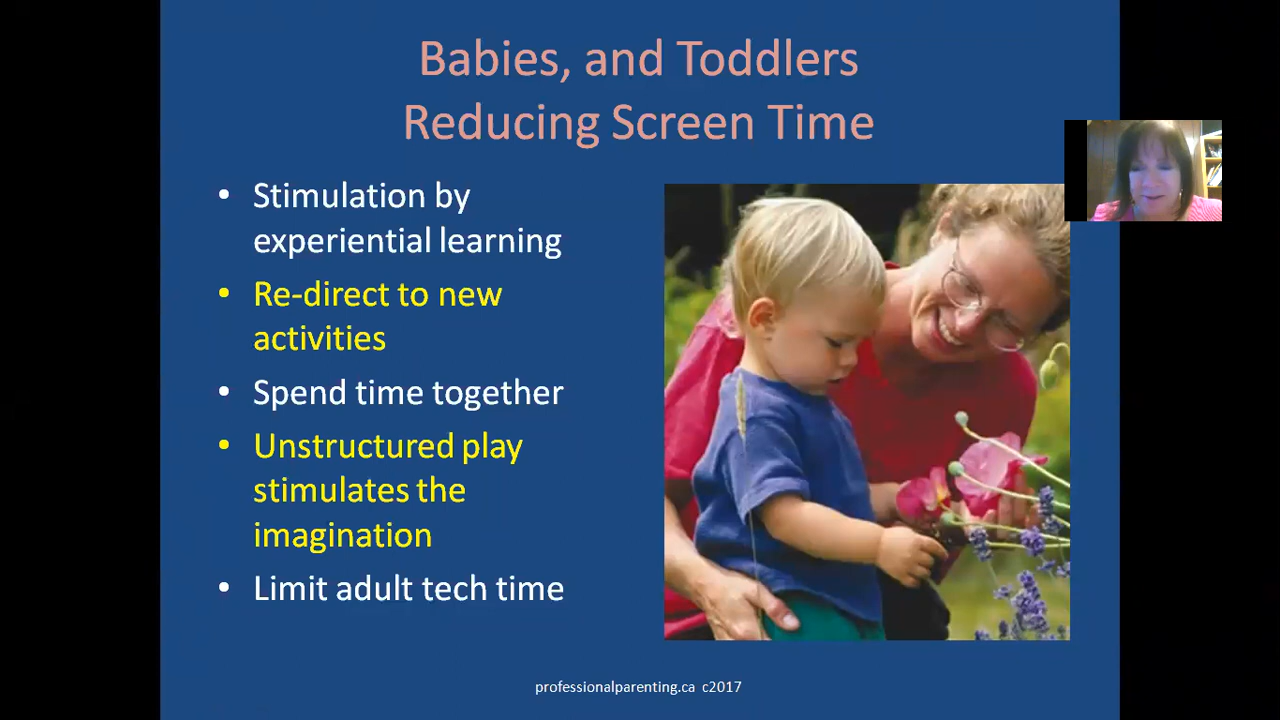 Babies, and Toddlers
Reducing Screen Time
• Stimulation by
experiential learning
• Re-direct to new
activities
• Spend time together
• Unstructured play
stimulates the
imagination
• Limit adult tech time
professionalparenting.ca c2017